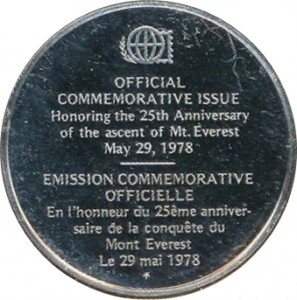 OFFICIAL
COMMEMORATIVE ISSUE
Honoring the 25th Anniversary
of the ascent of Mt. Everest
May 29, 1978
EMISSION COMMEMORATIVE
OFFICIELLE
En l'honneur du 25ème anniver-
saire de la conquête du
Mont Everest
Le 29 mai 1978